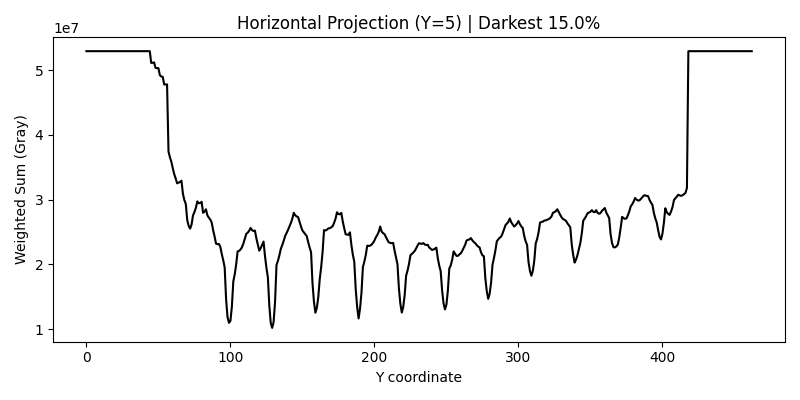 Horizontal Projection (Y=5) | Darkest 15.0%
1e7
5
4
3
2
1
Weighted Sum (Gray)
0 100 200 300 400
Y coordinate